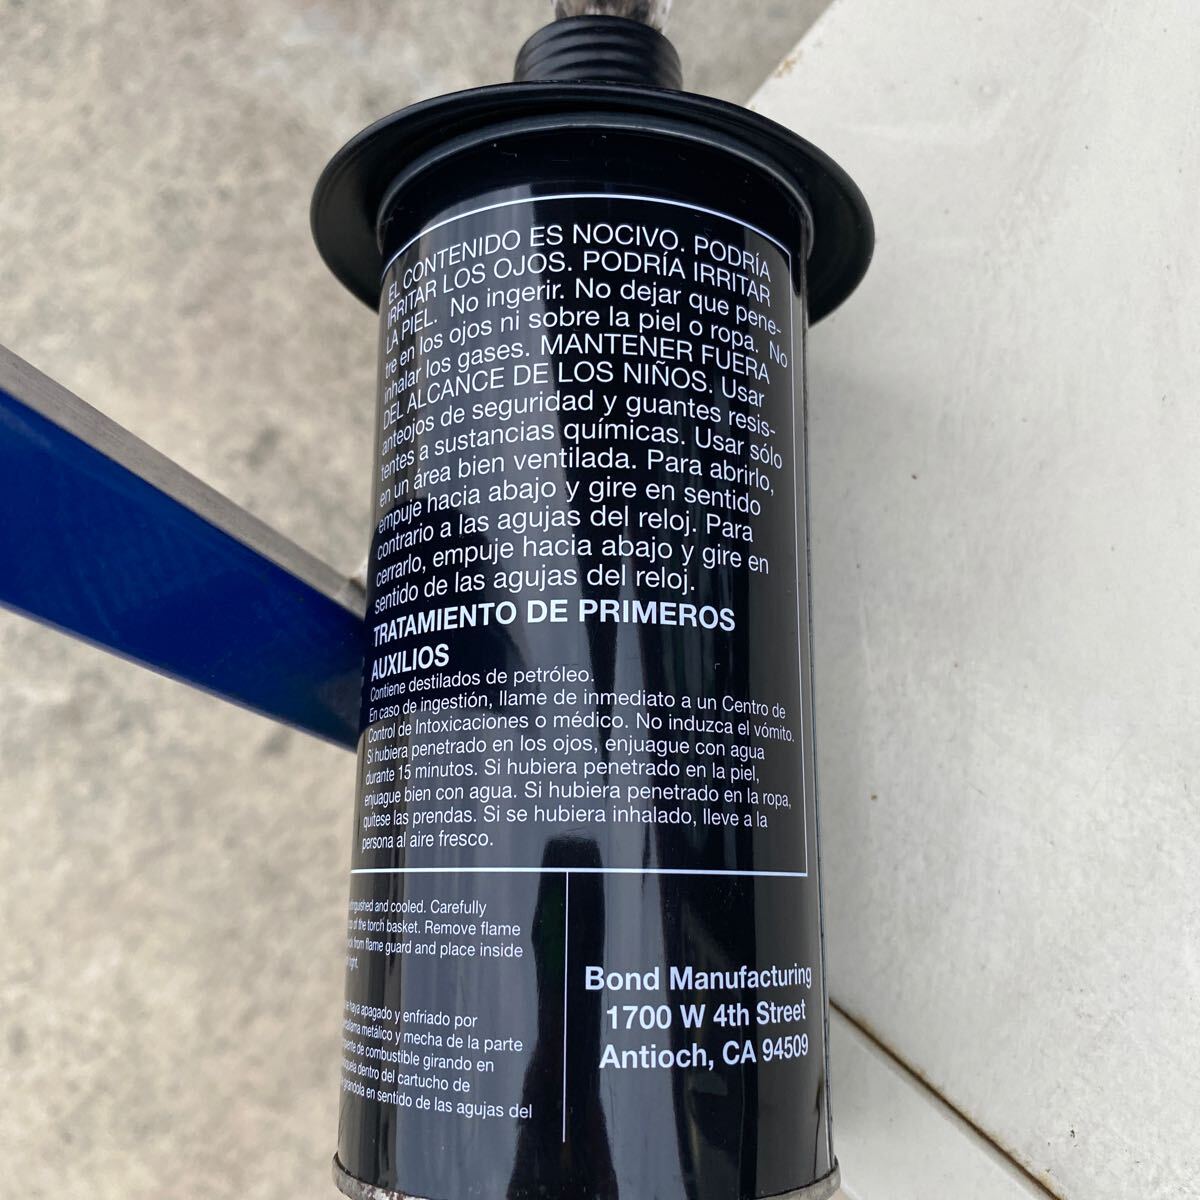 EL CONTENIDO ES NOCIVO. PODRÍA
IRRITAR LOS OJOS. PODRÍA IRRITAR
LA PIEL. No ingerir. No dejar que pene-
tre en los ojos ni sobre la piel o ropa. No
inhalar los gases. MANTENER FUERA
DEL ALCANCE DE LOS NIÑOS. Usar
anteojos de seguridad y guantes resis-
tentes a sustancias químicas. Usar sólo
en un área bien ventilada. Para abrirlo,
empuje hacia abajo y gire en sentido
contrario a las agujas del reloj. Para
cerrarlo, empuje hacia abajo y gire en
sentido de las agujas del reloj.
TRATAMIENTO DE PRIMEROS
AUXILIOS
Contiene destilados de petróleo.
En caso de ingestión, llame de inmediato a un Centro de
Control de Intoxicaciones o médico. No induzca el vómito.
Si hubiera penetrado en los ojos, enjuague con agua
durante 15 minutos. Si hubiera penetrado en la piel,
enjuague bien con agua. Si hubiera penetrado en la ropa,
quítese las prendas. Si se hubiera inhalado, lleve a la
persona al aire fresco.
and cooled. Carefully
of the torch basket. Remove flame
from flame guard and place inside
haya apagado y enfriado por
metálico y mecha de la parte
de combustible girando en
dentro del cartucho de
en sentido de las agujas del
Bond Manufacturing
1700 W 4th Street
Antioch, CA 94509